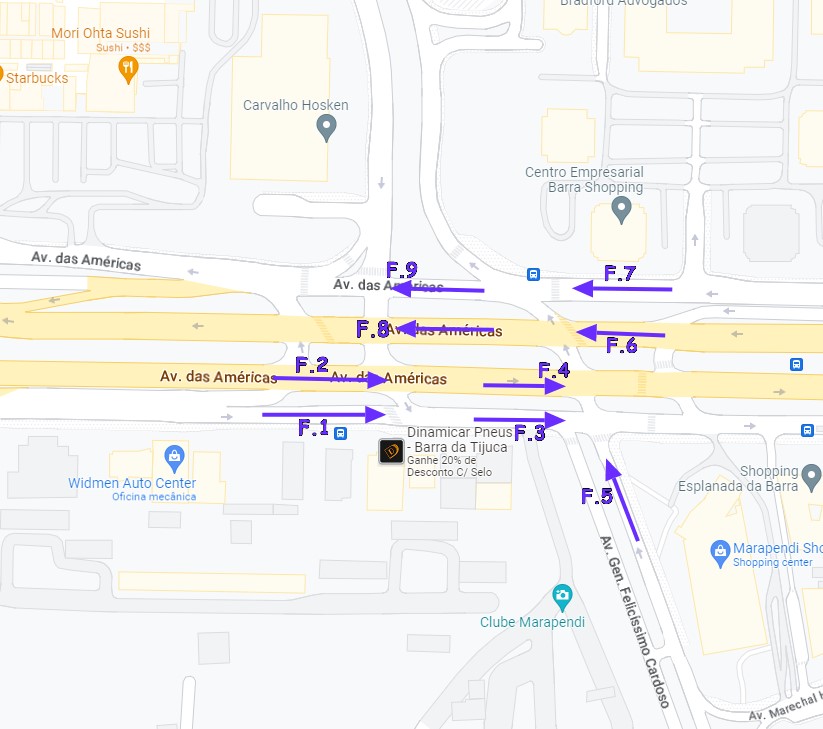 Bradford Advogados
Mori Ohta Sushi
Sushi • $$$
Starbucks
Carvalho Hosken
Centro Empresarial
Barra Shopping
Av. das Américas
F.9
F.7
Av. das Américas
F.8
Av. das Américas
F.6
F.2
F.4
Av. das Américas
Av. das Américas
F.1
F.3
Dinamicar Pneus
- Barra da Tijuca
Ganhe 20% de
Desconto C/ Selo
Widmen Auto Center
Oficina mecânica
Shopping
Esplanada da Barra
F.5
Marapendi Sho
Shopping center
Av. Gen. Felicíssimo Cardoso
Clube Marapendi
Av. Marechal H